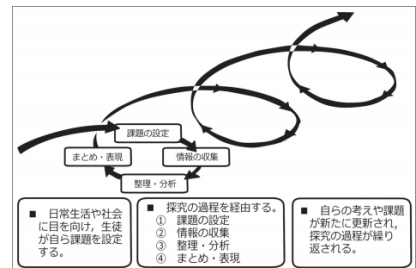 課題の設定
まとめ・表現
情報の収集
整理・分析
■ 日常生活や社会
に目を向け，生徒
が自ら課題を設定
する。
■ 探究の過程を経由する。
① 課題の設定
② 情報の収集
③ 整理・分析
④ まとめ・表現
■ 自らの考えや課題
が新たに更新され，
探究の過程が繰り
返される。